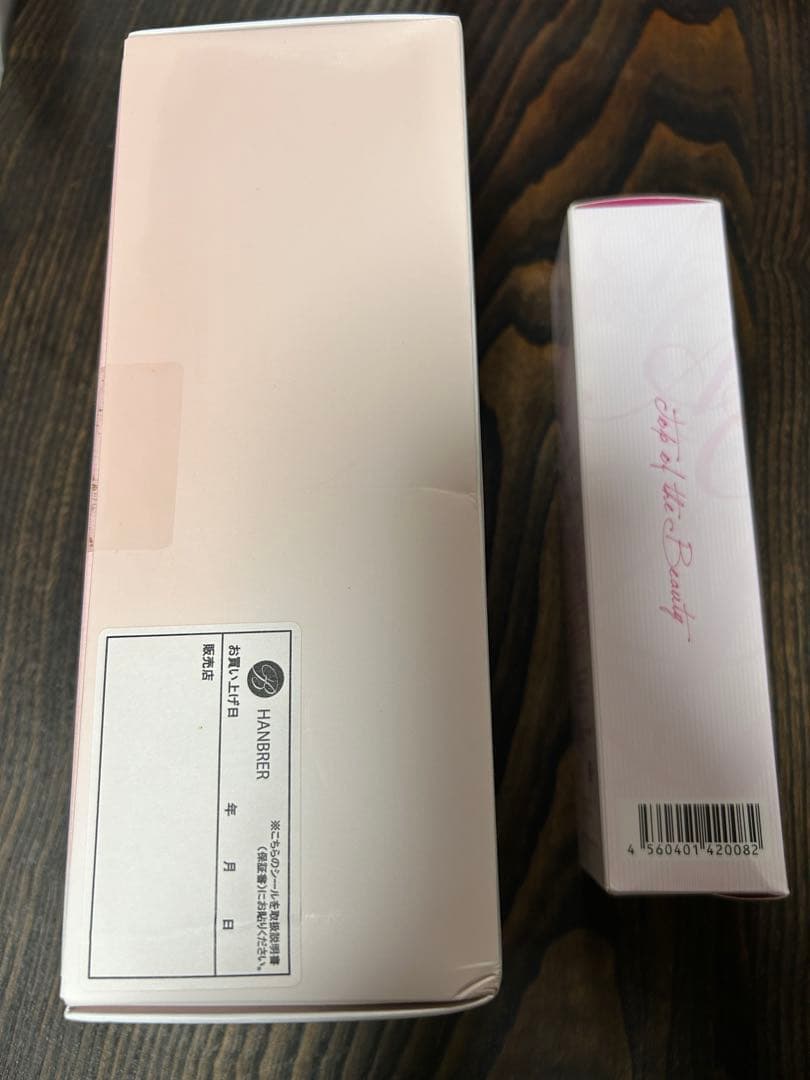 HANBRER
※こちらのシールを取扱説明書
(保証書)にお貼りください。
お買い上げ日 年 月 日
販売店
Top of the Beauty
4 560401 420082